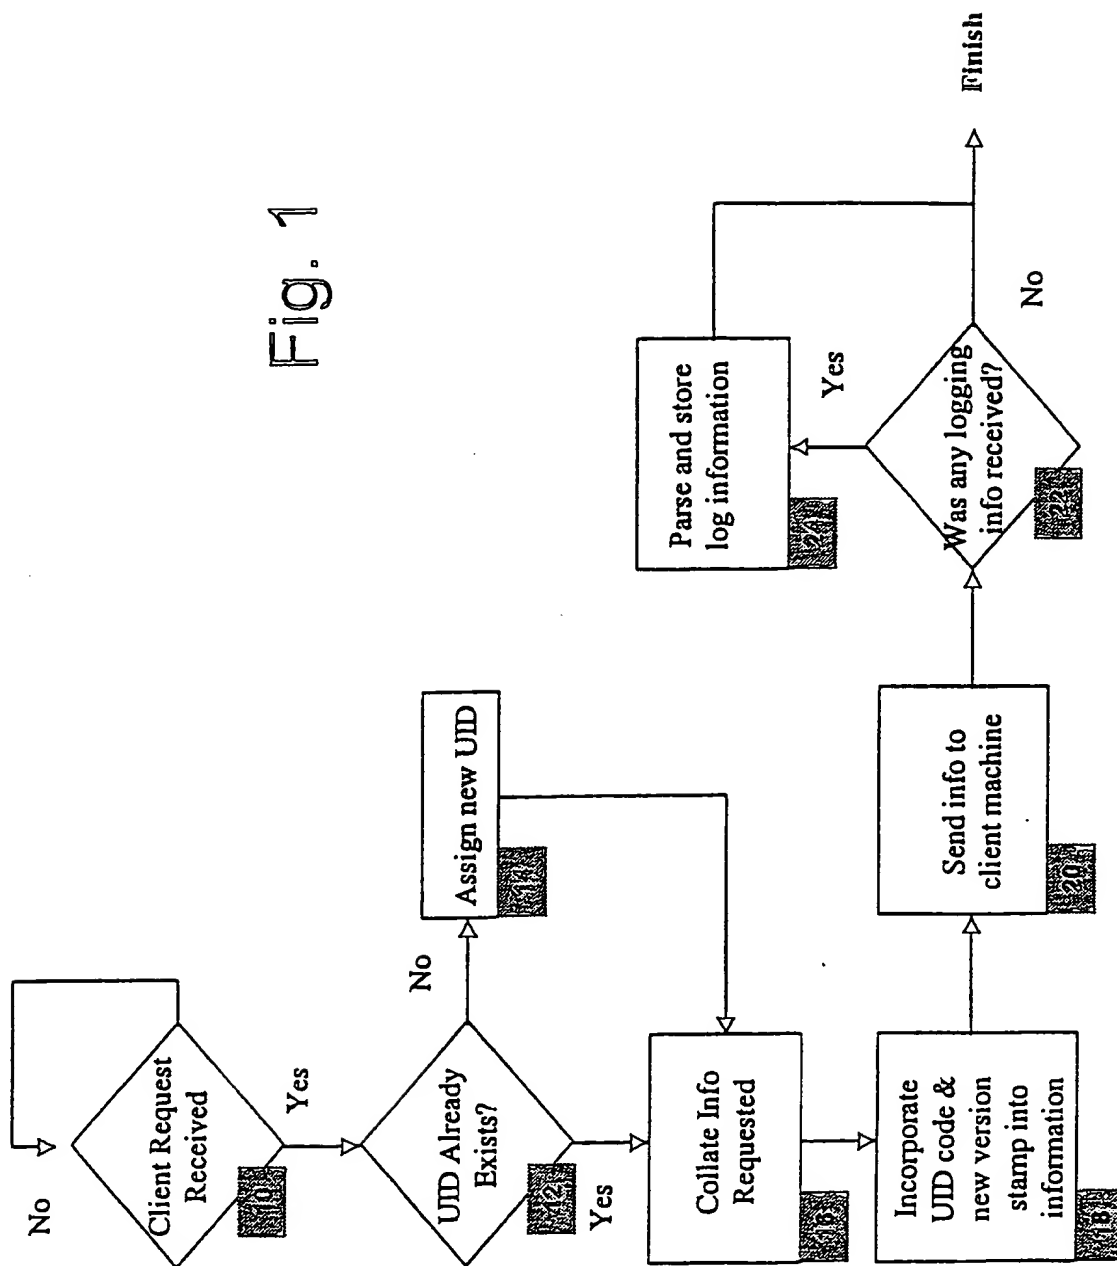 Fig. 1
No
Client Request
Received
10
Yes
UID Already
Exists?
12
No
Assign new UID
14
Yes
Collate Info
Requested
16
Incorporate
UID code &
new version
stamp into
information
18
Send info to
client machine
20
Was any logging
info received?
22
Yes
Parse and store
log information
24
No
Finish